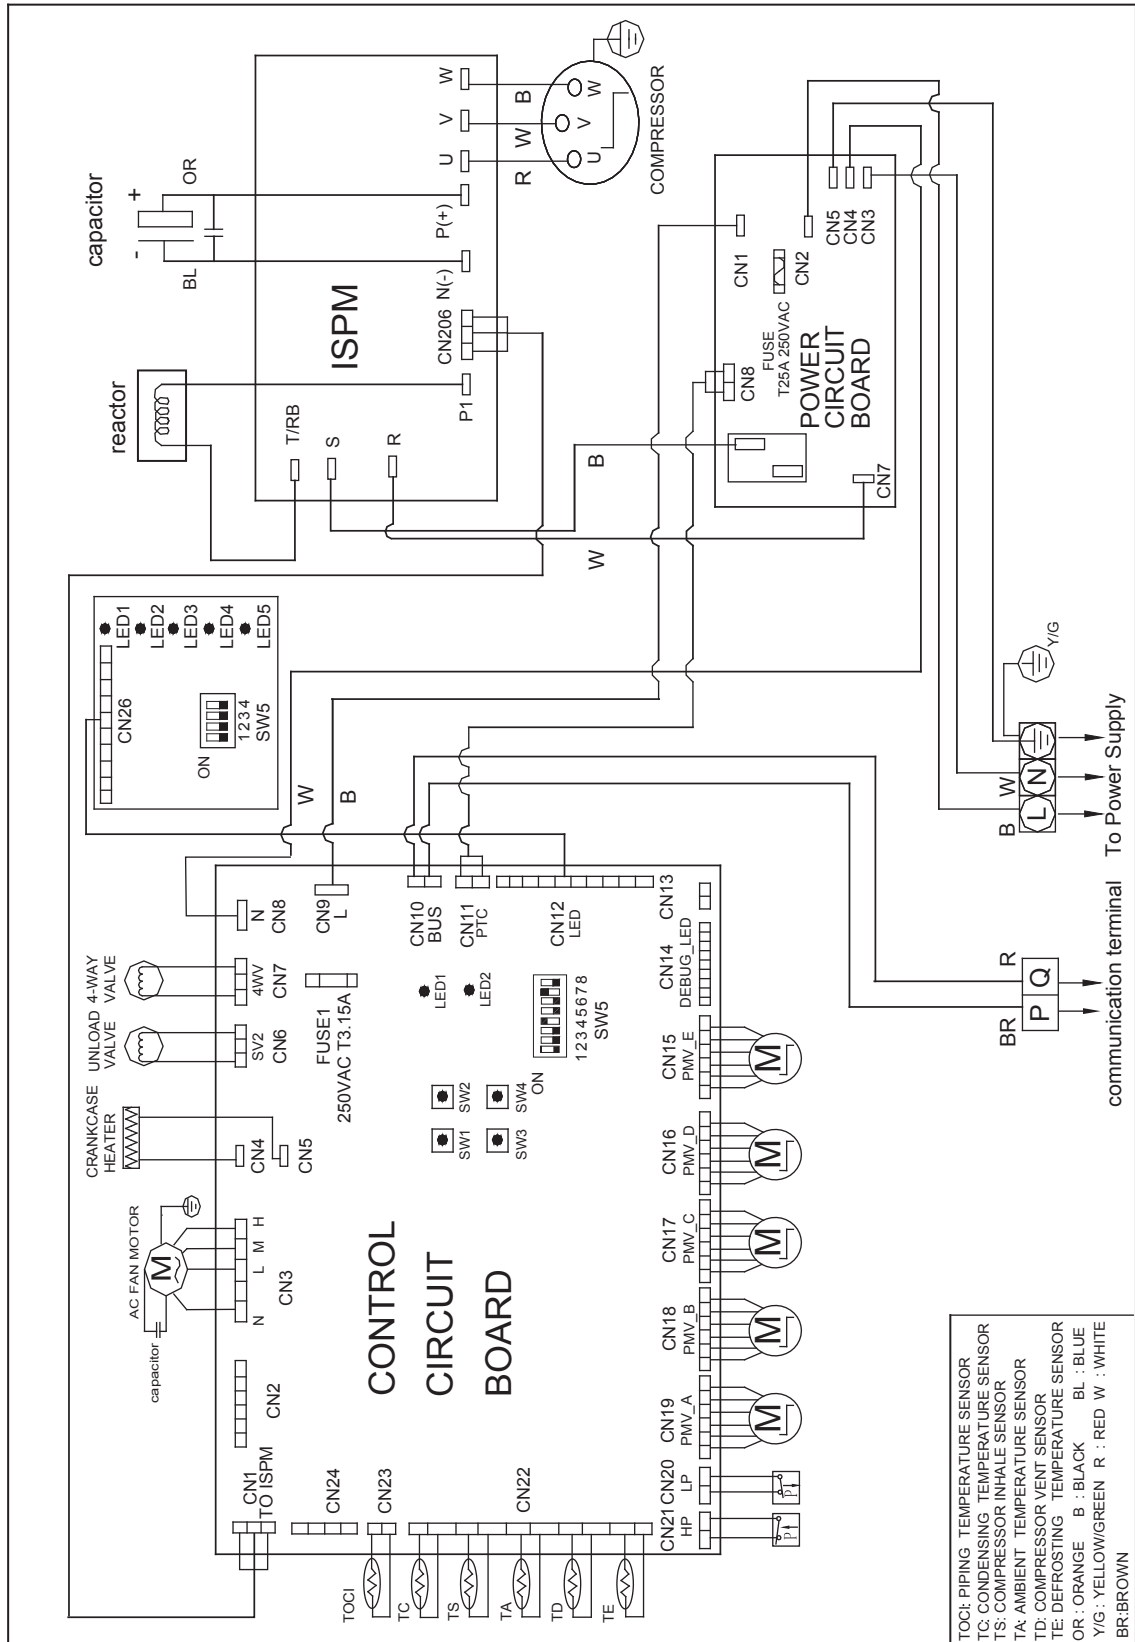 capacitor
-
+
BL
OR
reactor
ISPM
T/RB
S
R
P1
CN206
N(-)
P(+)
U
V
W
R
W
B
U
V
W
COMPRESSOR
B
W
CN1
FUSE
T25A 250VAC
CN2
CN8
CN5
CN4
CN3
POWER
CIRCUIT
BOARD
CN7
LED1
LED2
LED3
LED4
LED5
CN26
ON
1 2 3 4
SW5
W
B
CRANKCASE
HEATER
UNLOAD
VALVE
4-WAY
VALVE
AC FAN MOTOR
M
capacitor
CN1
TO ISPM
CN2
N
L
M
H
CN3
CN4
CN5
SV2
CN6
4WV
CN7
N
CN8
CN9
L
FUSE1
250VAC T3.15A
CN10
BUS
CN11
PTC
CN12
LED
CN13
CN14
DEBUG_LED
LED1
LED2
SW2
SW1
SW4
SW3
ON
1 2 3 4 5 6 7 8
SW5
CONTROL
CIRCUIT
BOARD
CN24
CN23
CN22
TOCI
TC
TS
TA
TD
TE
CN21
HP
CN20
LP
CN19
PMV_A
CN18
PMV_B
CN17
PMV_C
CN16
PMV_D
CN15
PMV_E
P
P
M
M
M
M
M
BR
R
P
Q
communication terminal
B
W
L
N
Y/G
To Power Supply
TOCI: PIPING TEMPERATURE SENSOR
TC: CONDENSING TEMPERATURE SENSOR
TS: COMPRESSOR INHALE SENSOR
TA: AMBIENT TEMPERATURE SENSOR
TD: COMPRESSOR VENT SENSOR
TE: DEFROSTING TEMPERATURE SENSOR
OR : ORANGE B : BLACK BL : BLUE
Y/G : YELLOW/GREEN R : RED W : WHITE
BR:BROWN